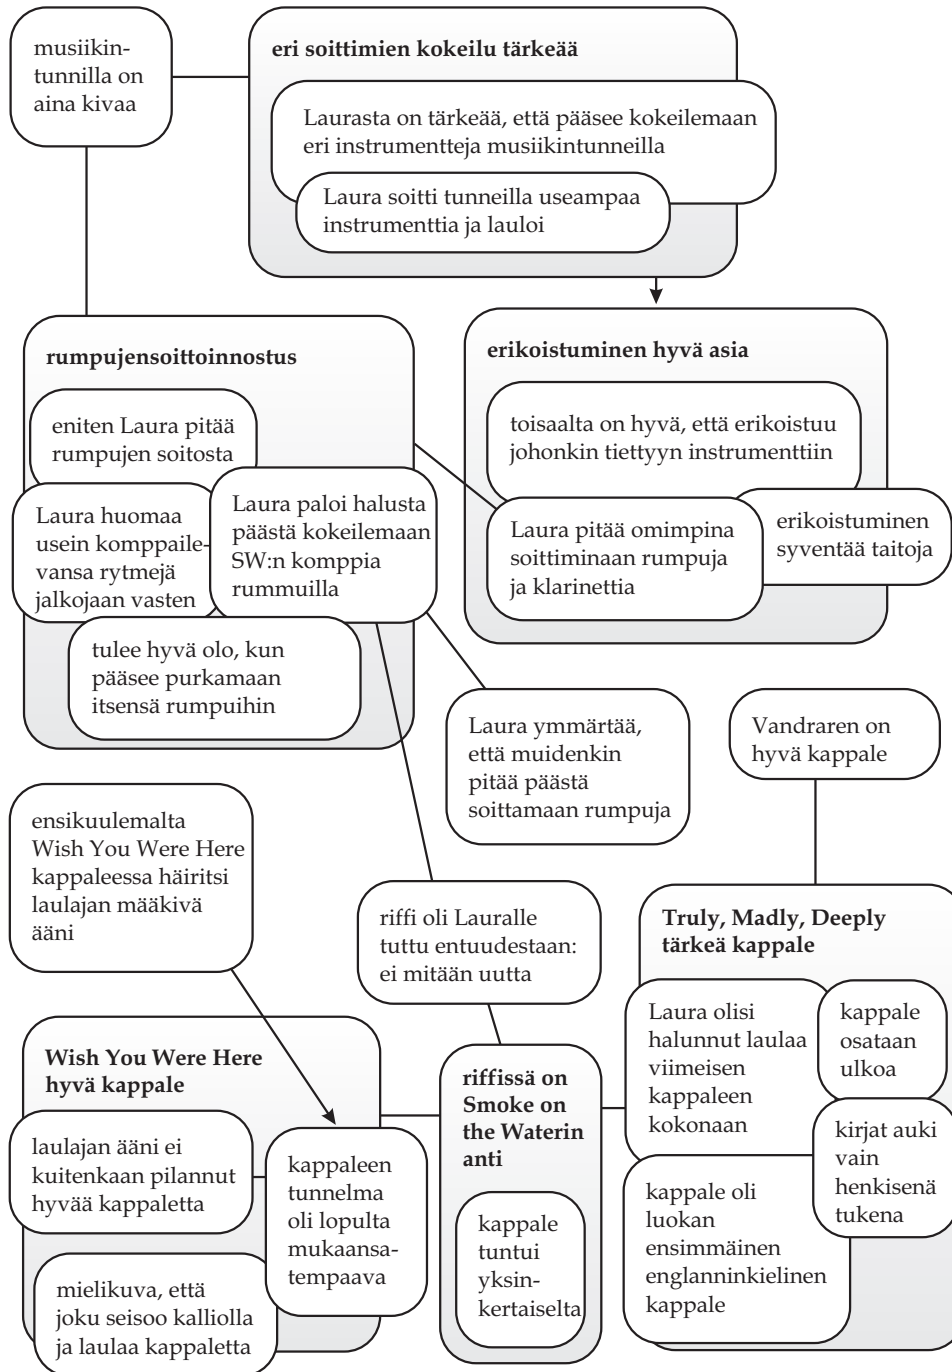 musiikin-
tunnilla on
aina kivaa
eri soittimien kokeilu tärkeää
Laurasta on tärkeää, että pääsee kokeilemaan
eri instrumentteja musiikintunneilla
Laura soitti tunneilla useampaa
instrumenttia ja lauloi
rumpujensoittoinnostus
eniten Laura pitää
rumpujen soitosta
Laura huomaa
usein komppaile-
vansa rytmejä
jalkojaan vasten
Laura paloi halusta
päästä kokeilemaan
SW:n komppia
rummuilla
tulee hyvä olo, kun
pääsee purkamaan
itsensä rumpuihin
erikoistuminen hyvä asia
toisaalta on hyvä, että erikoistuu
johonkin tiettyyn instrumenttiin
Laura pitää omimpina
soittiminaan rumpuja
ja klarinettia
erikoistuminen
syventää taitoja
Laura ymmärtää,
että muidenkin
pitää päästä
soittamaan rumpuja
Vandraren on
hyvä kappale
ensikuulemalta
Wish You Were Here
kappaleessa häiritsi
laulajan määkivä
ääni
riffi oli Lauralle
tuttu entuudestaan:
ei mitään uutta
Truly, Madly, Deeply
tärkeä kappale
Laura olisi
halunnut laulaa
viimeisen
kappaleen
kokonaan
kappale
osataan
ulkoa
kirjat auki
vain
henkisenä
tukena
kappale oli
luokan
ensimmäinen
englanninkielinen
kappale
Wish You Were Here
hyvä kappale
laulajan ääni ei
kuitenkaan pilannut
hyvää kappaletta
kappaleen
tunnelma
oli lopulta
mukaansa-
tempaava
mielikuva, että
joku seisoo kalliolla
ja laulaa kappaletta
riffissä on
Smoke on
the Waterin
anti
kappale
tuntui
yksin-
kertaiselta